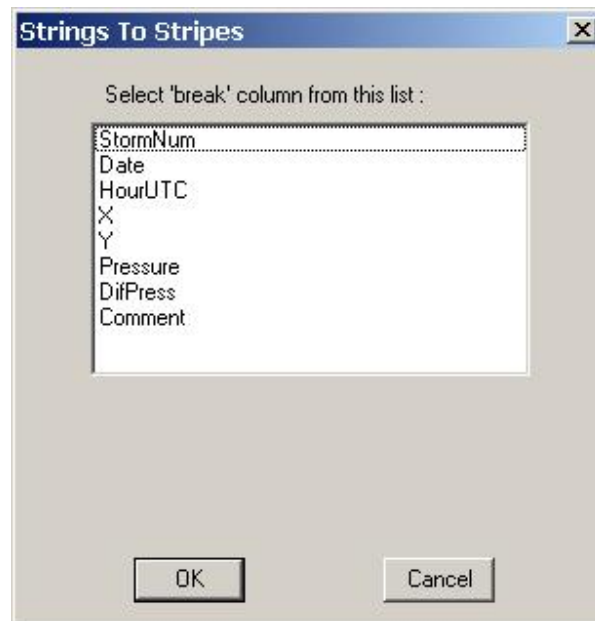 Strings To Stripes
Select 'break' column from this list :
StormNum
Date
HourUTC
X
Y
Pressure
DifPress
Comment
OK
Cancel